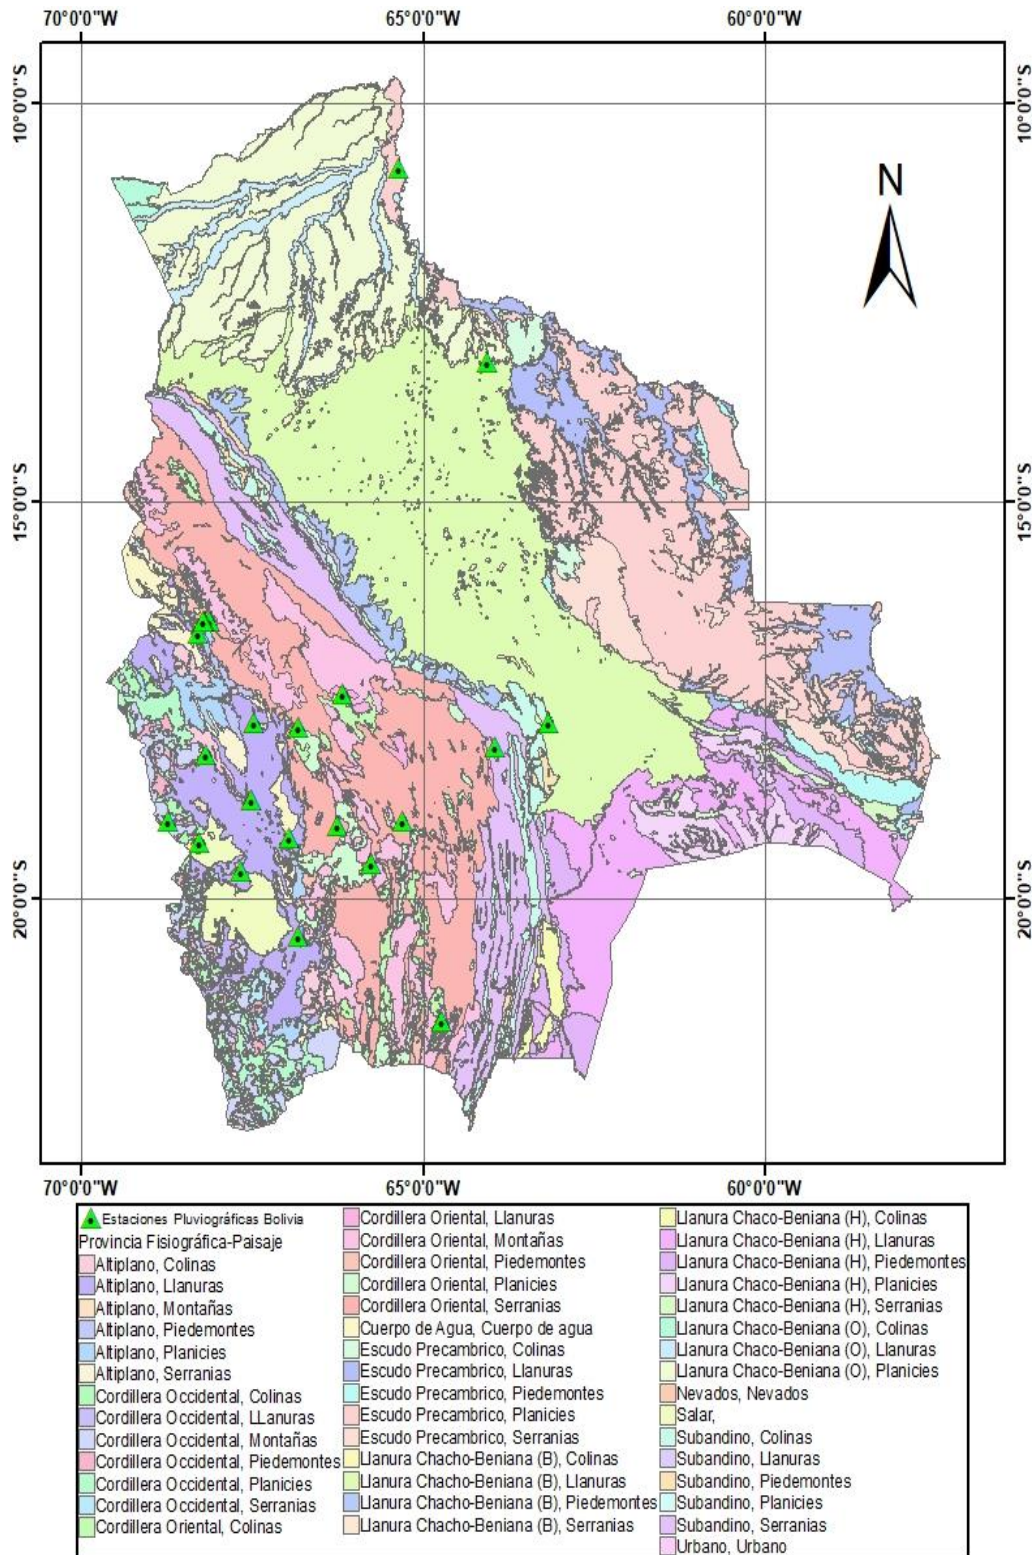 70°0'0"W 65°0'0"W 60°0'0"W
10°0'0"S 10°0'0"S
N
15°0'0"S 15°0'0"S
20°0'0"S 20°0'0"S
70°0'0"W 65°0'0"W 60°0'0"W
Estaciones Pluviográficas Bolivia
Provincia Fisiográfica-Paisaje
Altiplano, Colinas
Altiplano, Llanuras
Altiplano, Montañas
Altiplano, Piedemontes
Altiplano, Planicies
Altiplano, Serranias
Cordillera Occidental, Colinas
Cordillera Occidental, LLanuras
Cordillera Occidental, Montañas
Cordillera Occidental, Piedemontes
Cordillera Occidental, Planicies
Cordillera Occidental, Serranias
Cordillera Oriental, Colinas
Cordillera Oriental, Llanuras
Cordillera Oriental, Montañas
Cordillera Oriental, Piedemontes
Cordillera Oriental, Planicies
Cordillera Oriental, Serranias
Cuerpo de Agua, Cuerpo de agua
Escudo Precambrico, Colinas
Escudo Precambrico, Llanuras
Escudo Precambrico, Piedemontes
Escudo Precambrico, Planicies
Escudo Precambrico, Serranias
Llanura Chacho-Beniana (B), Colinas
Llanura Chacho-Beniana (B), Llanuras
Llanura Chacho-Beniana (B), Piedemontes
Llanura Chacho-Beniana (B), Serranias
Llanura Chaco-Beniana (H), Colinas
Llanura Chaco-Beniana (H), Llanuras
Llanura Chaco-Beniana (H), Piedemontes
Llanura Chaco-Beniana (H), Planicies
Llanura Chaco-Beniana (H), Serranias
Llanura Chaco-Beniana (O), Colinas
Llanura Chaco-Beniana (O), Llanuras
Llanura Chaco-Beniana (O), Planicies
Nevados, Nevados
Salar,
Subandino, Colinas
Subandino, Llanuras
Subandino, Piedemontes
Subandino, Planicies
Subandino, Serranias
Urbano, Urbano